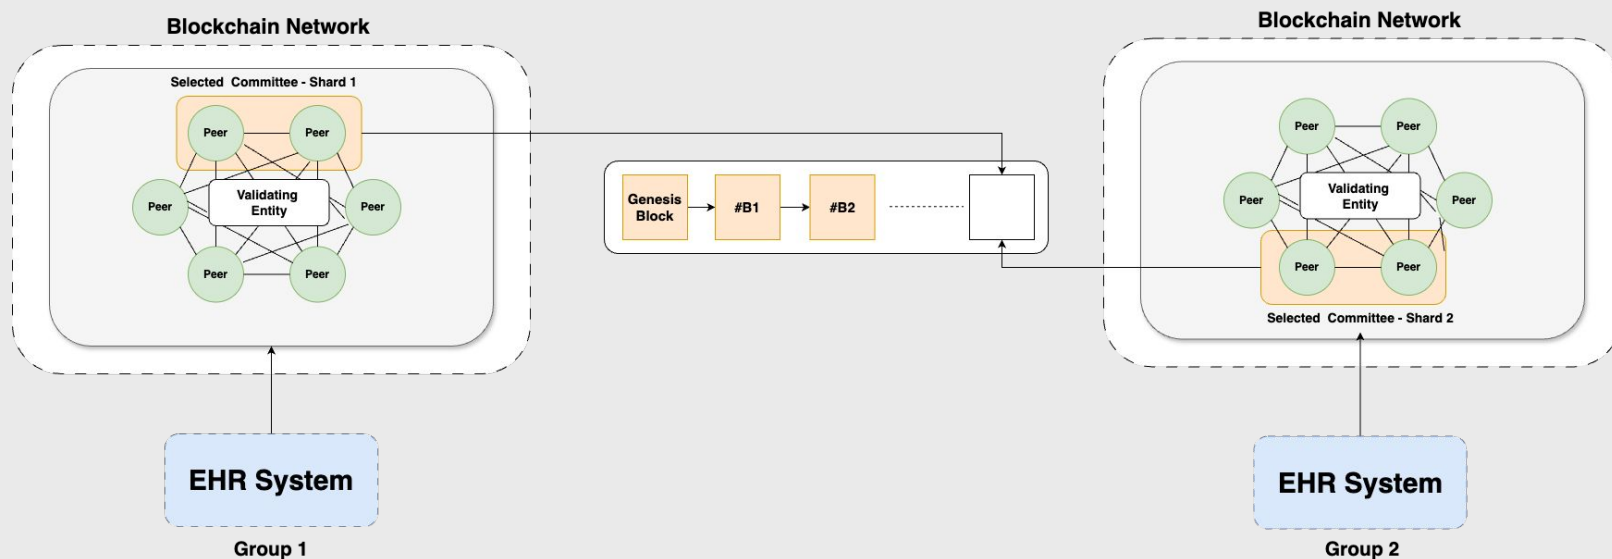 Blockchain Network
Selected Committee - Shard 1
Peer
Peer
Peer
Validating
Entity
Peer
Peer
Peer
EHR System
Group 1
Genesis
Block
#B1
#B2
Blockchain Network
Peer
Peer
Peer
Validating
Entity
Peer
Peer
Peer
Selected Committee - Shard 2
EHR System
Group 2